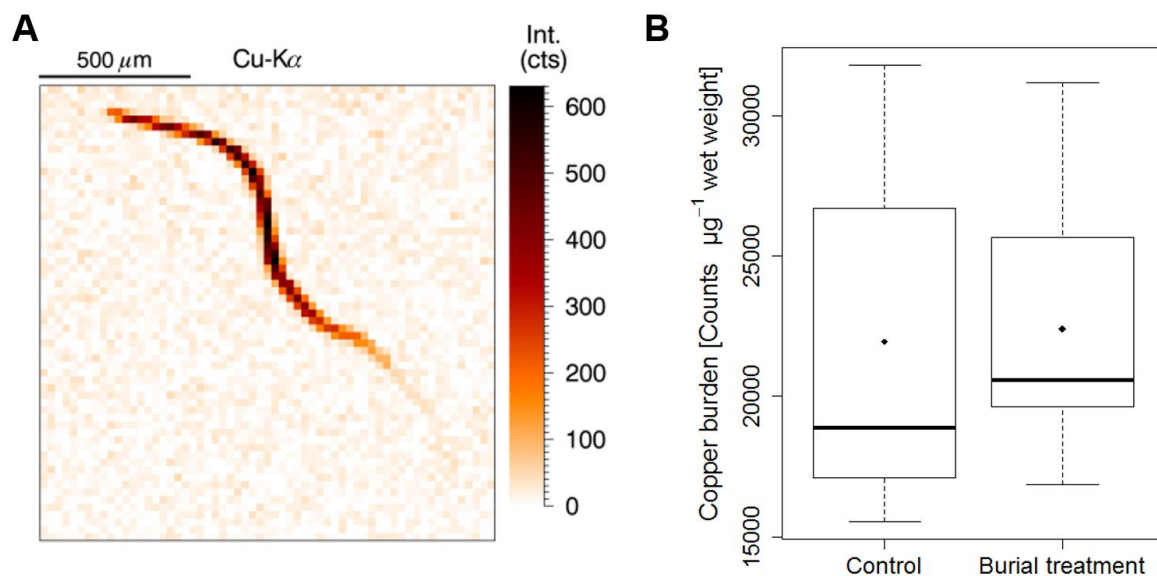 A
500 μm
Cu-Kα
Int.
(cts)
600
500
400
300
200
100
0
B
Copper burden [Counts μg⁻¹ wet weight]
30000
25000
20000
15000
Control
Burial treatment